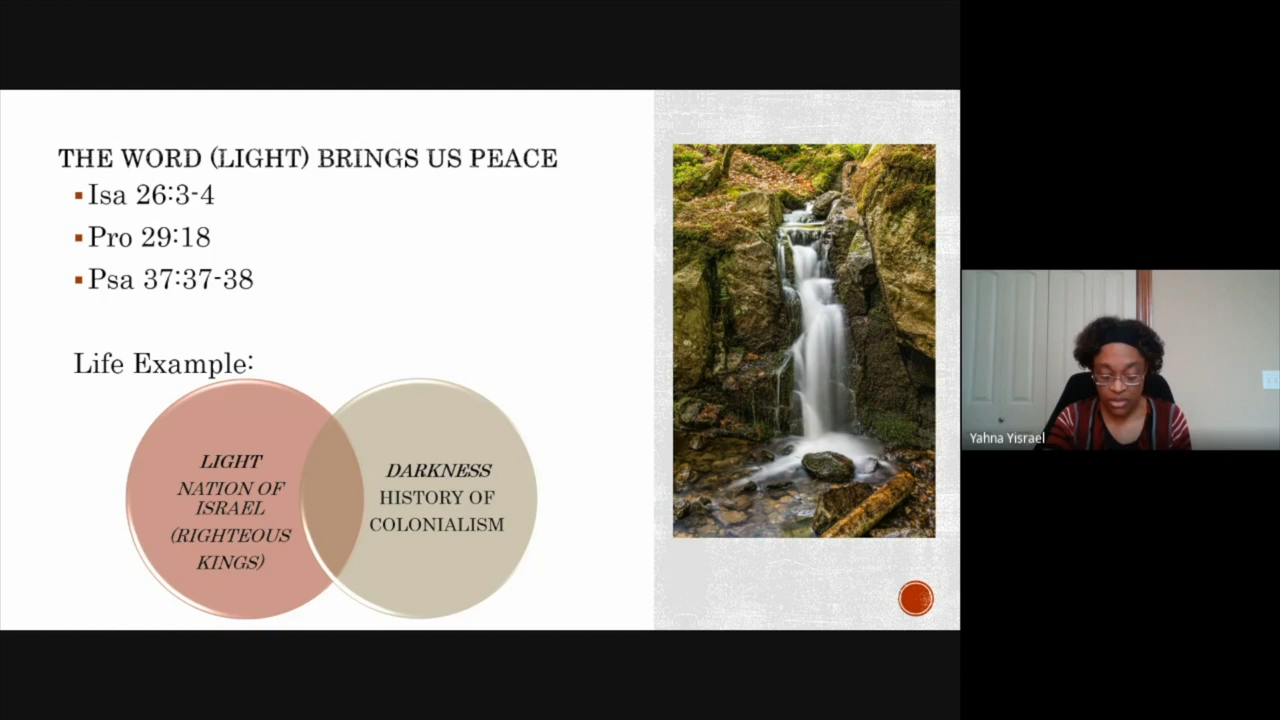 THE WORD (LIGHT) BRINGS US PEACE
Isa 26:3-4
Pro 29:18
Psa 37:37-38
Life Example:
LIGHT
NATION OF
ISRAEL
(RIGHTEOUS
KINGS)
DARKNESS
HISTORY OF
COLONIALISM
Yahna Yisrael